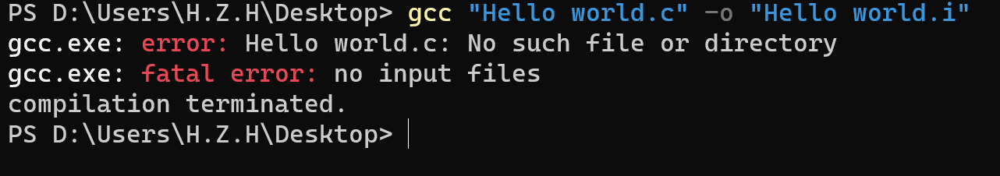 PS D:\Users\H.Z.H\Desktop> gcc "Hello world.c" -o "Hello world.i"
gcc.exe: error: Hello world.c: No such file or directory
gcc.exe: fatal error: no input files
compilation terminated.
PS D:\Users\H.Z.H\Desktop>